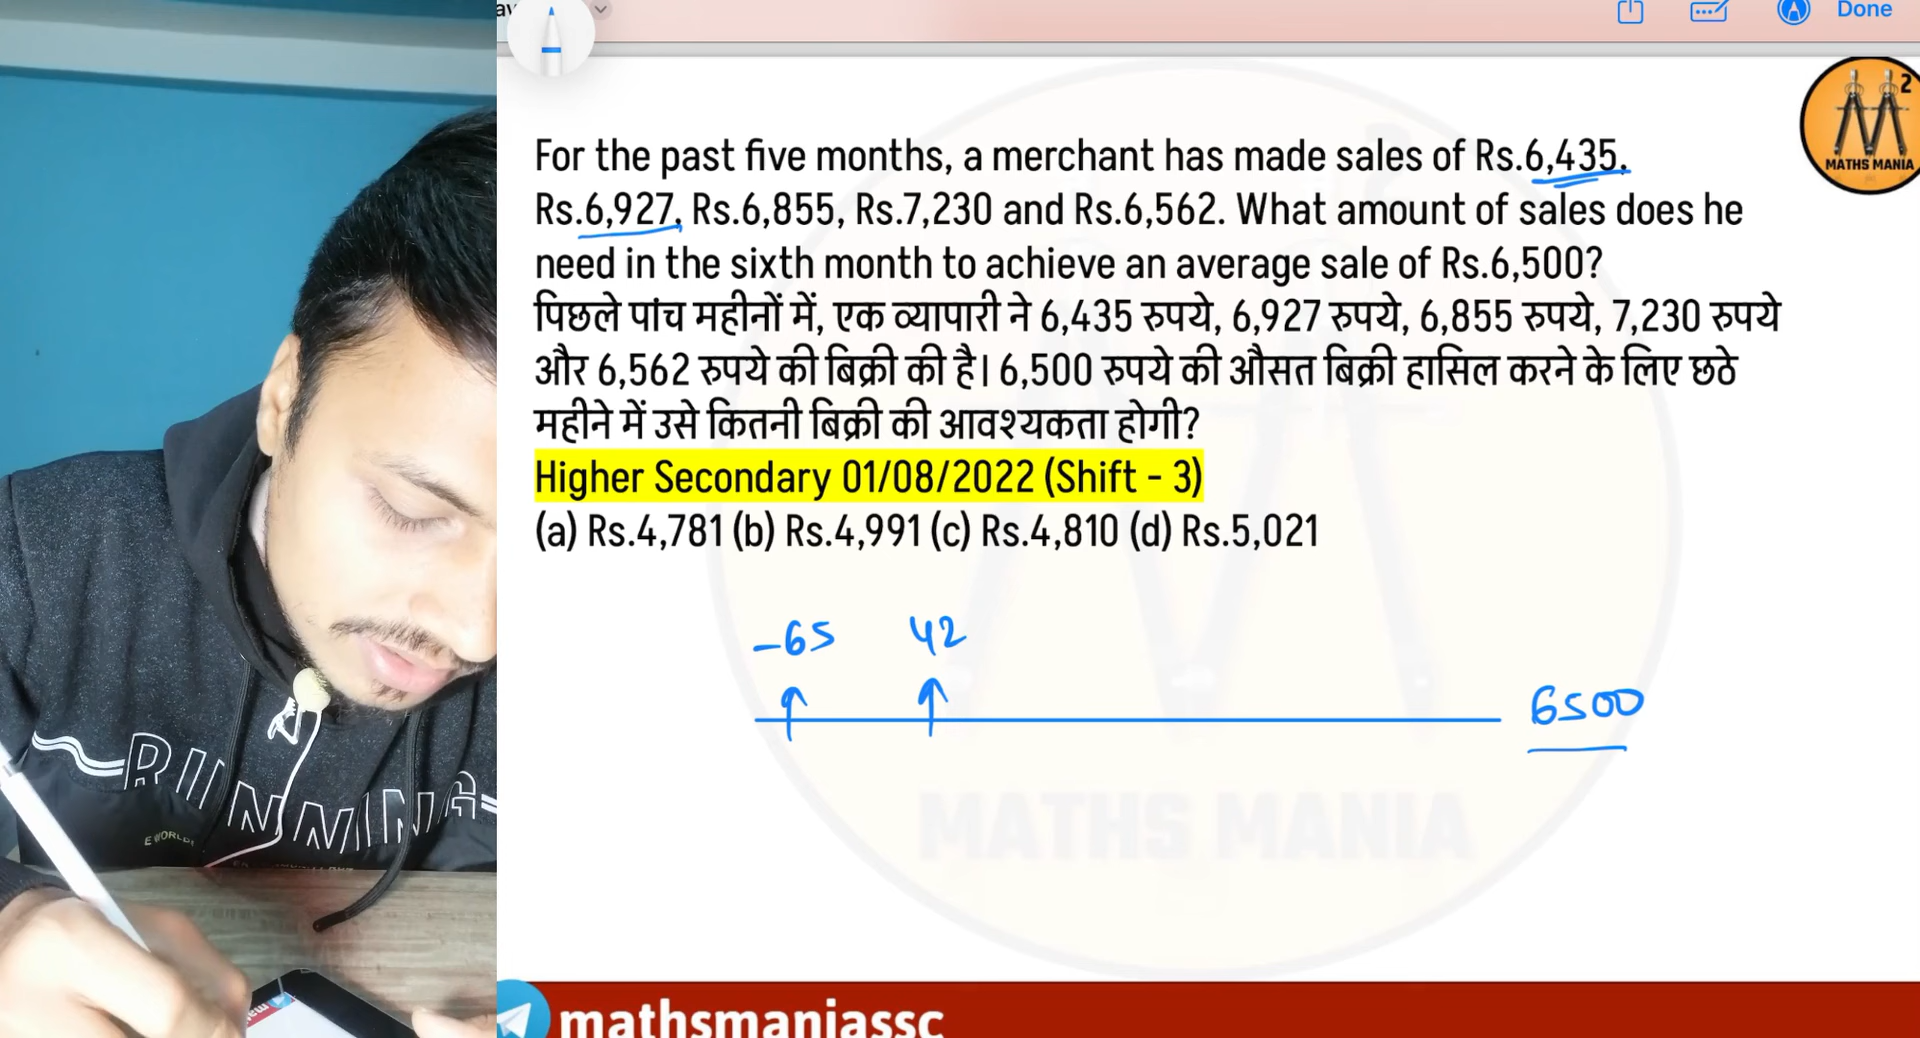 Done
2
MATHS MANIA
For the past five months, a merchant has made sales of Rs.6,435.
Rs.6,927, Rs.6,855, Rs.7,230 and Rs.6,562. What amount of sales does he
need in the sixth month to achieve an average sale of Rs.6,500?
पिछले पांच महीनों में, एक व्यापारी ने 6,435 रुपये, 6,927 रुपये, 6,855 रुपये, 7,230 रुपये
और 6,562 रुपये की बिक्री की है। 6,500 रुपये की औसत बिक्री हासिल करने के लिए छठे
महीने में उसे कितनी बिक्री की आवश्यकता होगी?
Higher Secondary 01/08/2022 (Shift - 3)
(a) Rs.4,781 (b) Rs.4,991 (c) Rs.4,810 (d) Rs.5,021
-65 42
6500
MATHS MANIA
RUNNING
mathsmaniassc